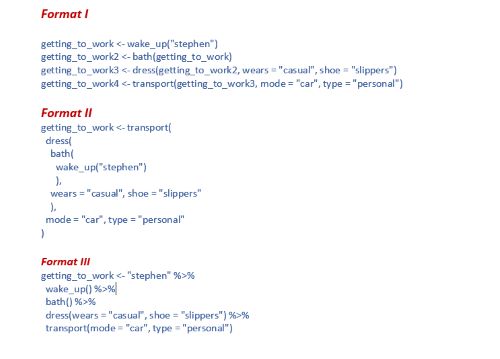 Format I
getting_to_work <- wake_up("stephen")
getting_to_work2 <- bath(getting_to_work)
getting_to_work3 <- dress(getting_to_work2, wears = "casual", shoe = "slippers")
getting_to_work4 <- transport(getting_to_work3, mode = "car", type = "personal")
Format II
getting_to_work <- transport(
dress(
bath(
wake_up("stephen")
),
wears = "casual", shoe = "slippers"
),
mode = "car", type = "personal"
)
Format III
getting_to_work <- "stephen" %>%
wake_up() %>%
bath() %>%
dress(wears = "casual", shoe = "slippers") %>%
transport(mode = "car", type = "personal")